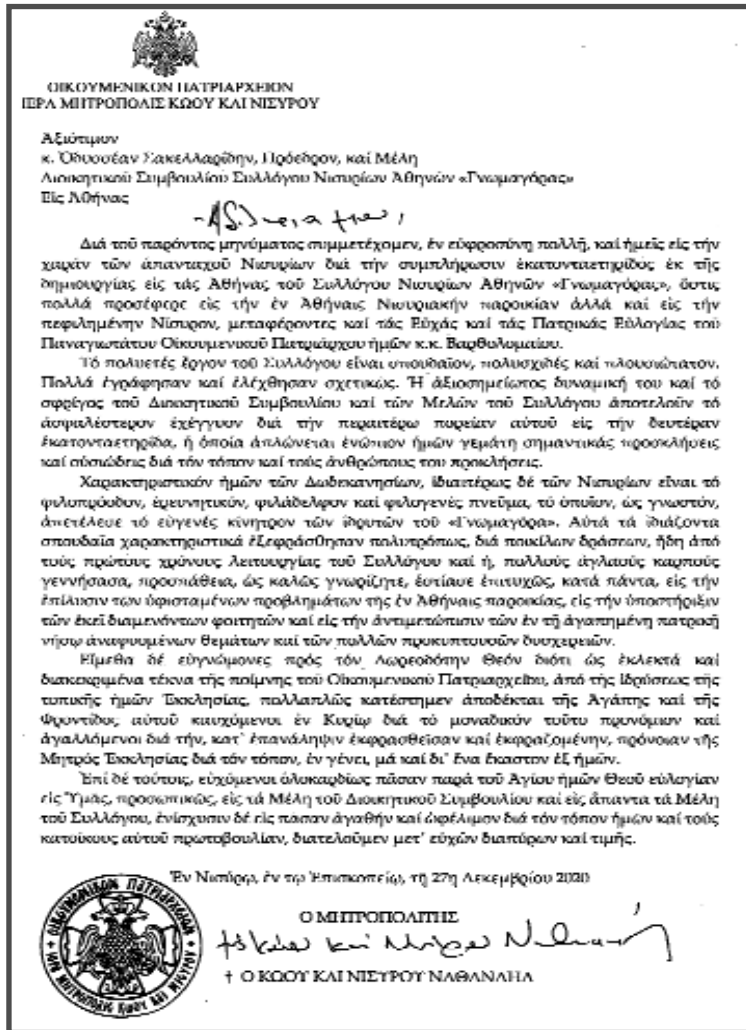 ΟΙΚΟΥΜΕΝΙΚΟΝ ΠΑΤΡΙΑΡΧΕΙΟΝ
ΙΕΡΑ ΜΗΤΡΟΠΟΛΙΣ ΚΩΟΥ ΚΑΙ ΝΙΣΥΡΟΥ
Ἀξιότιμον
κ. Ὀδυσσέαν Σακελλαρίδην, Πρόεδρον, καί Μέλη
Διοικητικοῦ Συμβουλίου Συλλόγου Νισυρίων Ἀθηνῶν «Γνωμαγόρας»
Εἰς Ἀθήνας
Διά τοῦ παρόντος μηνύματος συμμετέχομεν, ἐν εὐφροσύνῃ πολλῇ, καί ἡμεῖς εἰς τήν
χαράν τῶν ἁπανταχοῦ Νισυρίων διά τήν συμπλήρωσιν ἑκατονταετηρίδος ἐκ τῆς
δημιουργίας εἰς τάς Ἀθήνας τοῦ Συλλόγου Νισυρίων Ἀθηνῶν «Γνωμαγόρας», ὅστις
πολλά προσέφερε εἰς τήν ἐν Ἀθήναις Νισυριακήν παροικίαν ἀλλά καί εἰς τήν
πεφιλημένην Νίσυρον, μεταφέροντες καί τάς Εὐχάς καί τάς Πατρικάς Εὐλογίας τοῦ
Παναγιωτάτου Οἰκουμενικοῦ Πατριάρχου ἡμῶν κ.κ. Βαρθολομαίου.
Τό πολυετές ἔργον τοῦ Συλλόγου εἶναι σπουδαῖον, πολυσχιδές καί πλουσιώτατον.
Πολλά ἐγράφησαν καί ἐλέχθησαν σχετικῶς. Ἡ ἀξιοσημείωτος δυναμική του καί τό
σφρίγος τοῦ Διοικητικοῦ Συμβουλίου καί τῶν Μελῶν τοῦ Συλλόγου ἀποτελοῦν τό
ἀσφαλέστερον ἐχέγγυον διά τήν περαιτέρω πορείαν αὐτοῦ εἰς τήν δευτέραν
ἑκατονταετηρίδα, ἡ ὁποία ἁπλώνεται ἐνώπιον ἡμῶν γεμάτη σημαντικάς προσκλήσεις
καί οὐσιώδεις διά τόν τόπον καί τούς ἀνθρώπους του προκλήσεις.
Χαρακτηριστικόν ἡμῶν τῶν Δωδεκανησίων, ἰδιαιτέρως δέ τῶν Νισυρίων εἶναι τό
φιλοπρόοδον, ἐρευνητικόν, φιλάδελφον καί φιλογενές πνεῦμα, τό ὁποῖον, ὡς γνωστόν,
ἀπετέλεσε τό εὐγενές κίνητρον τῶν ἱδρυτῶν τοῦ «Γνωμαγόρα». Αὐτά τά ἰδιάζοντα
σπουδαῖα χαρακτηριστικά ἐξεφράσθησαν πολυτρόπως, διά ποικίλων δράσεων, ἤδη ἀπό
τούς πρώτους χρόνους λειτουργίας τοῦ Συλλόγου καί ἡ, πολλούς ἀγλαούς καρπούς
γεννήσασα, προσπάθεια, ὡς καλῶς γνωρίζητε, ἑστίασε ἐπιτυχῶς, κατά πάντα, εἰς τήν
ἐπίλυσιν των ὑφισταμένων προβλημάτων τῆς ἐν Ἀθήναις παροικίας, εἰς τήν ὑποστήριξιν
τῶν ἐκεῖ διαμενόντων φοιτητῶν καί εἰς τήν ἀντιμετώπισιν τῶν ἐν τῇ ἀγαπημένῃ πατρικῇ
νήσῳ ἀναφυομένων θεμάτων καί τῶν πολλῶν προκυπτουσῶν δυσχερειῶν.
Εἴμεθα δέ εὐγνώμονες πρός τόν Δωρεοδότην Θεόν διότι ὡς ἐκλεκτά καί
διακεκριμένα τέκνα τῆς ποίμνης τοῦ Οἰκουμενικοῦ Πατριαρχείου, ἀπό τῆς ἱδρύσεως τῆς
τοπικῆς ἡμῶν Ἐκκλησίας, πολλαπλῶς κατέστημεν ἀποδέκται τῆς Ἀγάπης καί τῆς
Φροντίδος αὐτοῦ καυχόμενοι ἐν Κυρίῳ διά τό μοναδικόν τοῦτο προνόμιον καί
ἀγαλλόμενοι διά τήν, κατ᾽ ἐπανάληψιν ἐκφρασθεῖσαν καί ἐκφραζομένην, πρόνοιαν τῆς
Μητρός Ἐκκλησίας διά τόν τόπον, ἐν γένει, μά καί δι᾽ ἕνα ἕκαστον ἐξ ἡμῶν.
Ἐπί δέ τούτοις, εὐχόμενοι ὁλοκαρδίως πᾶσαν παρά τοῦ Ἁγίου ἡμῶν Θεοῦ εὐλογίαν
εἰς Ὑμᾶς, προσωπικῶς, εἰς τά Μέλη τοῦ Διοικητικοῦ Συμβουλίου καί εἰς ἅπαντα τά Μέλη
τοῦ Συλλόγου, ἐνίσχυσιν δέ εἰς πᾶσαν ἀγαθήν καί ὠφέλιμον διά τόν τόπον ἡμῶν καί τούς
κατοίκους αὐτοῦ πρωτοβουλίαν, διατελοῦμεν μετ᾽ εὐχῶν διαπύρων καί τιμῆς.
Ἐν Νισύρῳ, ἐν τῳ Ἐπισκοπείῳ, τῇ 27ῃ Δεκεμβρίου 2020
Ο ΜΗΤΡΟΠΟΛΙΤΗΣ
† Ο ΚΩΟΥ ΚΑΙ ΝΙΣΥΡΟΥ ΝΑΘΑΝΑΗΛ